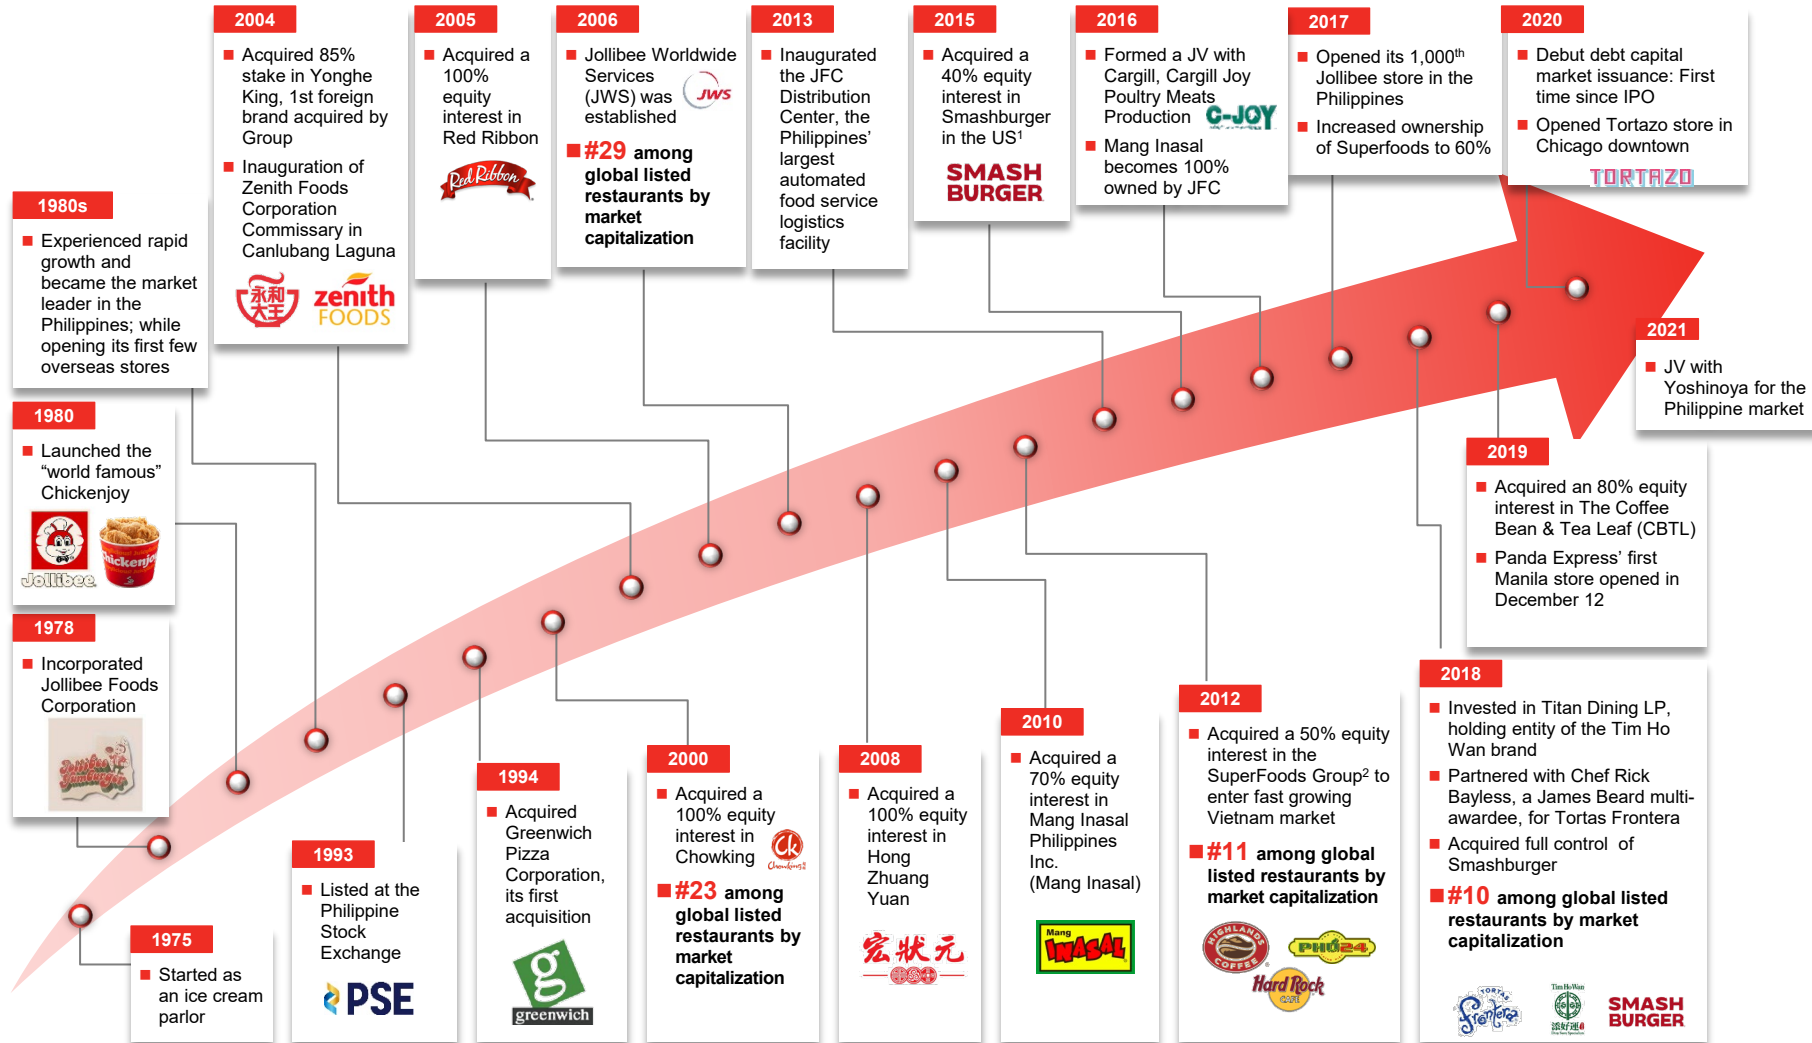 2004
Acquired 85%
stake in Yonghe
King, 1st foreign
brand acquired by
Group
Inauguration of
Zenith Foods
Corporation
Commissary in
Canlubang Laguna
永和
大王
zenith
FOODS
2005
Acquired a
100%
equity
interest in
Red Ribbon
Red Ribbon
2006
Jollibee Worldwide
Services
(JWS) was
established
JWS
#29 among
global listed
restaurants by
market
capitalization
2013
Inaugurated
the JFC
Distribution
Center, the
Philippines’
largest
automated
food service
logistics
facility
2015
Acquired a
40% equity
interest in
Smashburger
in the US1
SMASH
BURGER
2016
Formed a JV with
Cargill, Cargill Joy
Poultry Meats
Production
C-JOY
Mang Inasal
becomes 100%
owned by JFC
2017
Opened its 1,000th
Jollibee store in the
Philippines
Increased ownership
of Superfoods to 60%
2020
Debut debt capital
market issuance: First
time since IPO
Opened Tortazo store in
Chicago downtown
TORTAZO
1980s
Experienced rapid
growth and
became the market
leader in the
Philippines; while
opening its first few
overseas stores
1980
Launched the
“world famous”
Chickenjoy
Jollibee
Chickenjoy
1978
Incorporated
Jollibee Foods
Corporation
Jollibee
Yumburger
1975
Started as
an ice cream
parlor
1993
Listed at the
Philippine
Stock
Exchange
PSE
1994
Acquired
Greenwich
Pizza
Corporation,
its first
acquisition
g
greenwich
2000
Acquired a
100% equity
interest in
Chowking
Ck
Chowking
#23 among
global listed
restaurants by
market
capitalization
2008
Acquired a
100% equity
interest in
Hong
Zhuang
Yuan
宏狀元
2010
Acquired a
70% equity
interest in
Mang Inasal
Philippines
Inc.
(Mang Inasal)
Mang
INASAL
2012
Acquired a 50% equity
interest in the
SuperFoods Group2 to
enter fast growing
Vietnam market
#11 among global
listed restaurants by
market capitalization
HIGHLANDS
COFFEE
PHỞ24
Hard Rock
CAFE
2018
Invested in Titan Dining LP,
holding entity of the Tim Ho
Wan brand
Partnered with Chef Rick
Bayless, a James Beard multi-
awardee, for Tortas Frontera
Acquired full control of
Smashburger
#10 among global listed
restaurants by market
capitalization
TORTAS
Frontera
Tim Ho Wan
添好運
SMASH
BURGER
2019
Acquired an 80% equity
interest in The Coffee
Bean & Tea Leaf (CBTL)
Panda Express’ first
Manila store opened in
December 12
2021
JV with
Yoshinoya for the
Philippine market